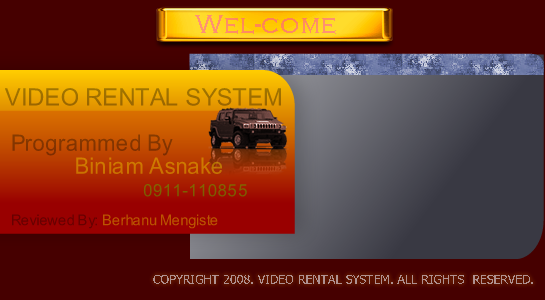 WEL-COME
VIDEO RENTAL SYSTEM
Programmed By
Biniam Asnake
0911-110855
Reviewed By. Berhanu Mengiste
COPYRIGHT 2008. VIDEO RENTAL SYSTEM. ALL RIGHTS RESERVED.